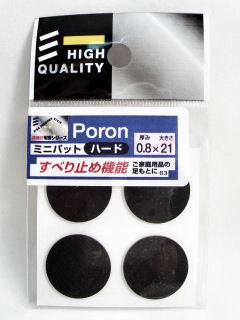 HIGH
QUALITY
Poron
厚み 大きさ
ミニパット ハード 0.8×21
すべり止め機能
ご家庭用品の
足もとに 63